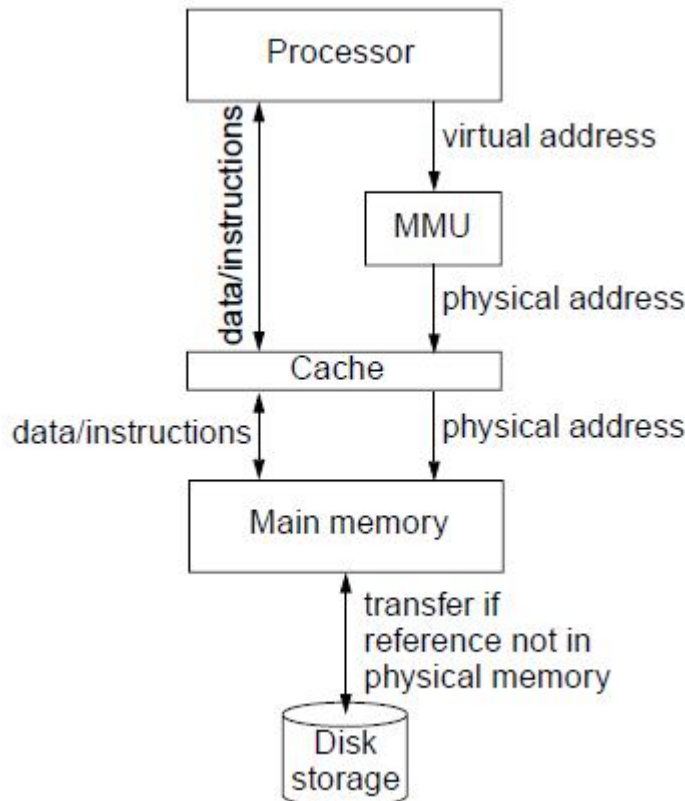 Processor
data/instructions
virtual address
MMU
physical address
Cache
data/instructions
physical address
Main memory
transfer if
reference not in
physical memory
Disk
storage